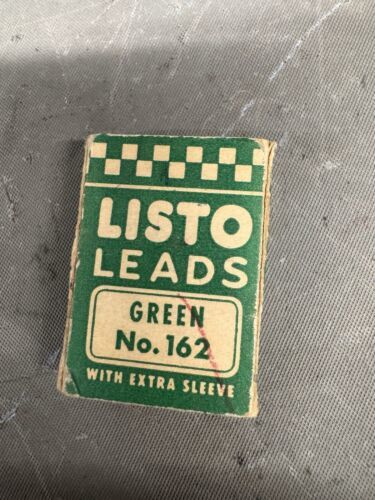 LISTO
LEADS
GREEN
No. 162
WITH EXTRA SLEEVE